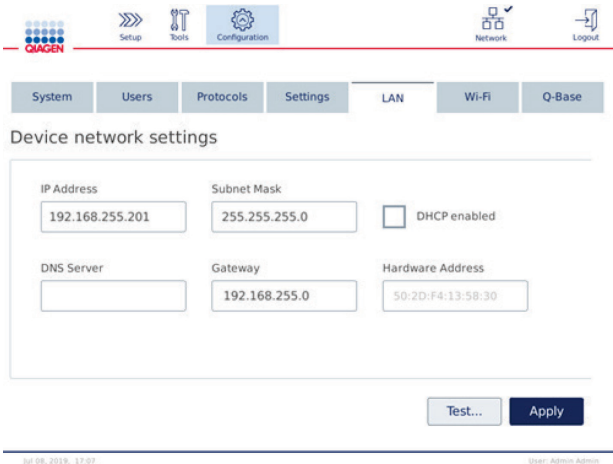 QIAGEN
Setup
Tools
Configuration
Network
Logout
System Users Protocols Settings LAN Wi-Fi Q-Base
Device network settings
IP Address Subnet Mask
192.168.255.201 255.255.255.0 DHCP enabled
DNS Server Gateway Hardware Address
192.168.255.0 50:2D:F4:13:58:30
Test... Apply
Jul 08, 2019, 17:07 User: Admin Admin